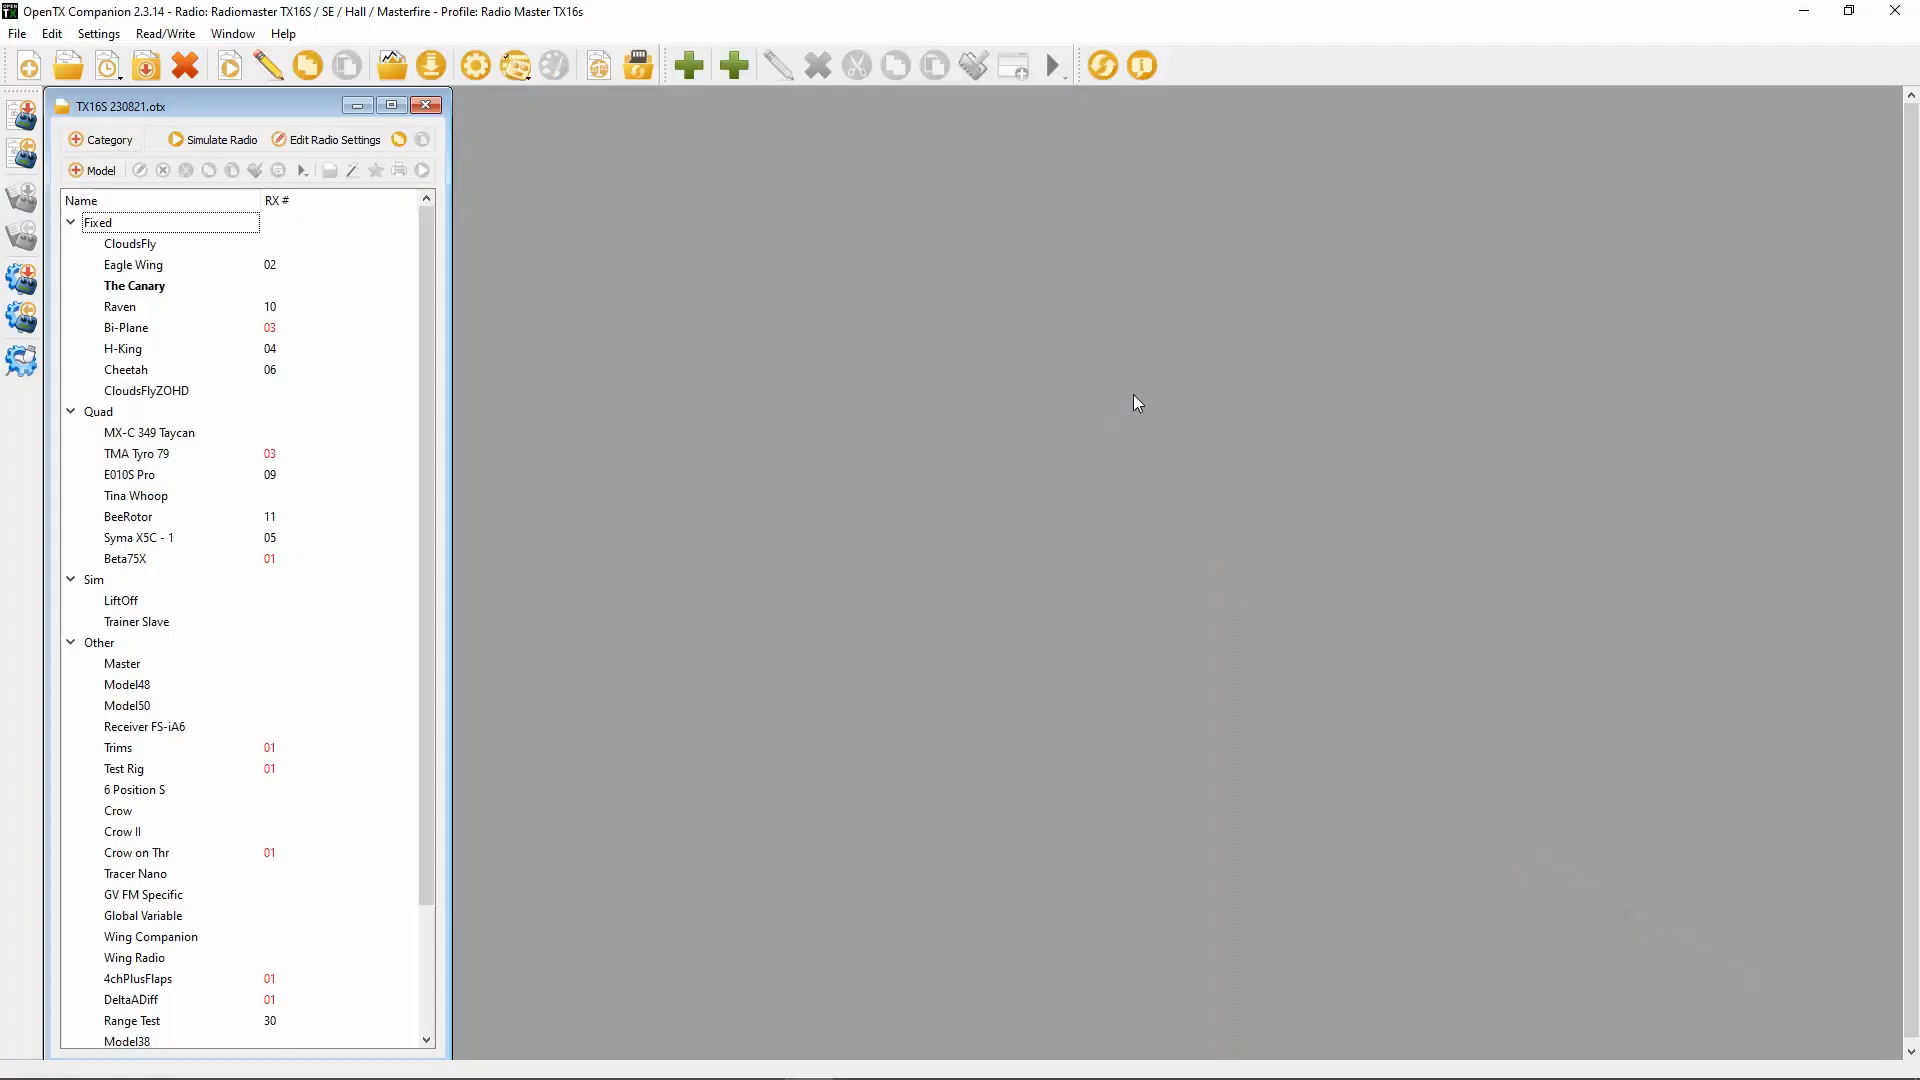 OpenTX Companion 2.3.14 - Radio: Radiomaster TX16S / SE / Hall / Masterfire - Profile: Radio Master TX16s
File Edit Settings Read/Write Window Help
TX16S 230821.otx
Category Simulate Radio Edit Radio Settings
Model
Name RX #
Fixed
CloudsFly
Eagle Wing 02
The Canary
Raven 10
Bi-Plane 03
H-King 04
Cheetah 06
CloudsFlyZOHD
Quad
MX-C 349 Taycan
TMA Tyro 79 03
E010S Pro 09
Tina Whoop
BeeRotor 11
Syma X5C - 1 05
Beta75X 01
Sim
LiftOff
Trainer Slave
Other
Master
Model48
Model50
Receiver FS-iA6
Trims 01
Test Rig 01
6 Position S
Crow
Crow II
Crow on Thr 01
Tracer Nano
GV FM Specific
Global Variable
Wing Companion
Wing Radio
4chPlusFlaps 01
DeltaADiff 01
Range Test 30
Model38